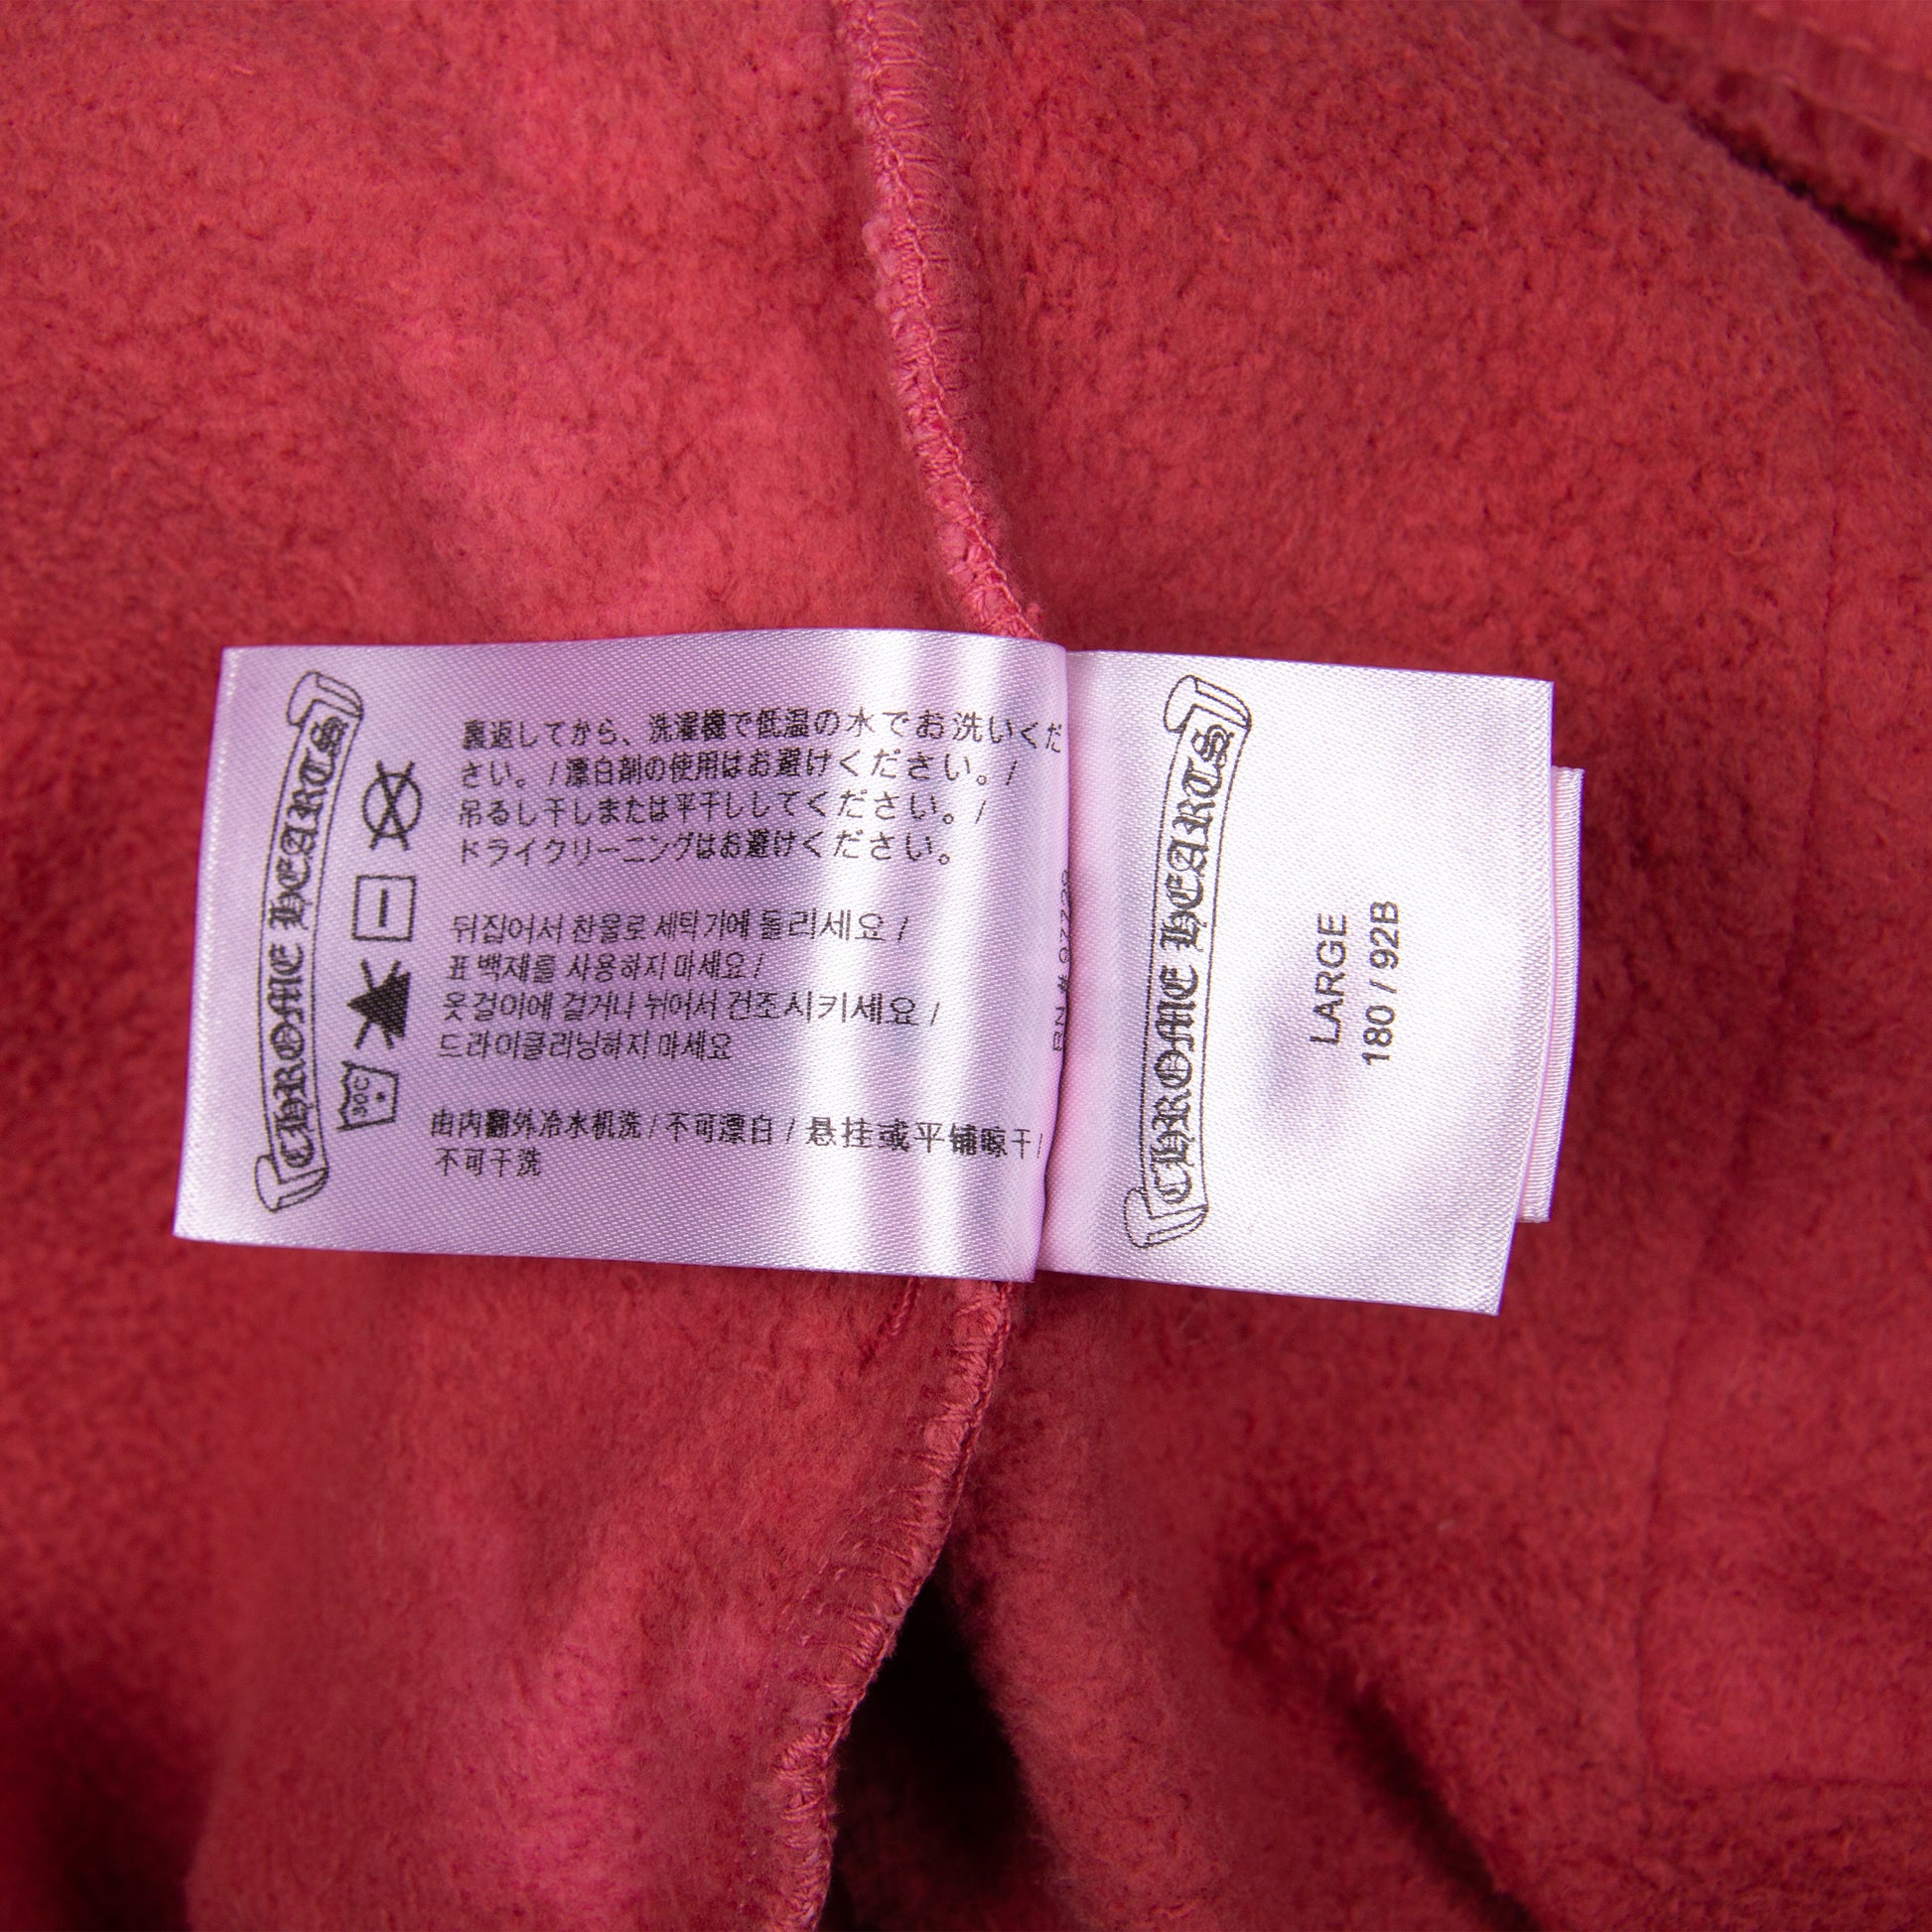 CHROME HEARTS
裏返してから、洗濯機で低温の水でお洗いくだ
さい。/漂白剤の使用はお避けください。/
吊るし干しまたは平干ししてください。/
ドライクリーニングはお避けください。
뒤집어서 찬물로 세탁기에 돌리세요 /
표백제를 사용하지 마세요 /
옷걸이에 걸거나 뉘어서 건조시키세요 /
드라이클리닝하지 마세요
由内翻外冷水机洗 / 不可漂白 / 悬挂或平铺晾干/
不可干洗
30C
CHROME HEARTS
LARGE
180 / 92B